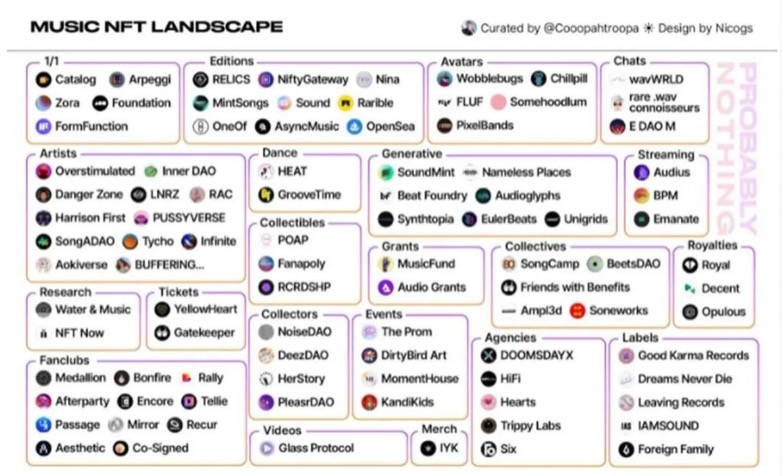 MUSIC NFT LANDSCAPE
Curated by @Cooopahtroopa ☀ Design by Nicogs
1/1
Catalog Arpeggi
Zora Foundation
FormFunction
Editions
RELICS NiftyGateway Nina
MintSongs Sound Rarible
OneOf AsyncMusic OpenSea
Avatars
Wobblebugs Chillpill
FLUF Somehoodlum
PixelBands
Chats
wavWRLD
rare .wav
connoisseurs
E DAO M
PROBABLY
NOTHING
Artists
Overstimulated Inner DAO
Danger Zone LNRZ RAC
Harrison First PUSSYVERSE
SongADAO Tycho Infinite
Aokiverse BUFFERING...
Dance
HEAT
GrooveTime
Generative
SoundMint Nameless Places
Beat Foundry Audioglyphs
Synthtopia EulerBeats Unigrids
Streaming
Audius
BPM
Emanate
Collectibles
POAP
Fanapoly
RCRDSHP
Grants
MusicFund
Audio Grants
Collectives
SongCamp BeetsDAO
Friends with Benefits
Ampl3d Soneworks
Royalties
Royal
Decent
Opulous
Research
Water & Music
NFT Now
Tickets
YellowHeart
Gatekeeper
Collectors
NoiseDAO
DeezDAO
HerStory
PleasrDAO
Events
The Prom
DirtyBird Art
MomentHouse
KandiKids
Agencies
DOOMSDAYX
HiFi
Hearts
Trippy Labs
Six
Labels
Good Karma Records
Dreams Never Die
Leaving Records
IAMSOUND
Foreign Family
Fanclubs
Medallion Bonfire Rally
Afterparty Encore Tellie
Passage Mirror Recur
Aesthetic Co-Signed
Videos
Glass Protocol
Merch
IYK